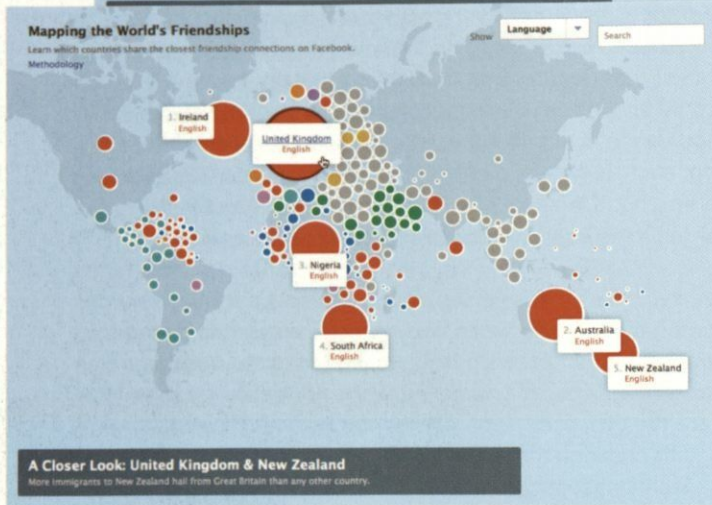 Mapping the World's Friendships
Learn which countries share the closest friendship connections on Facebook.
Methodology
Show
Language
Search
1. Ireland
English
United Kingdom
English
3. Nigeria
English
4. South Africa
English
2. Australia
English
5. New Zealand
English
A Closer Look: United Kingdom & New Zealand
More immigrants to New Zealand hail from Great Britain than any other country.